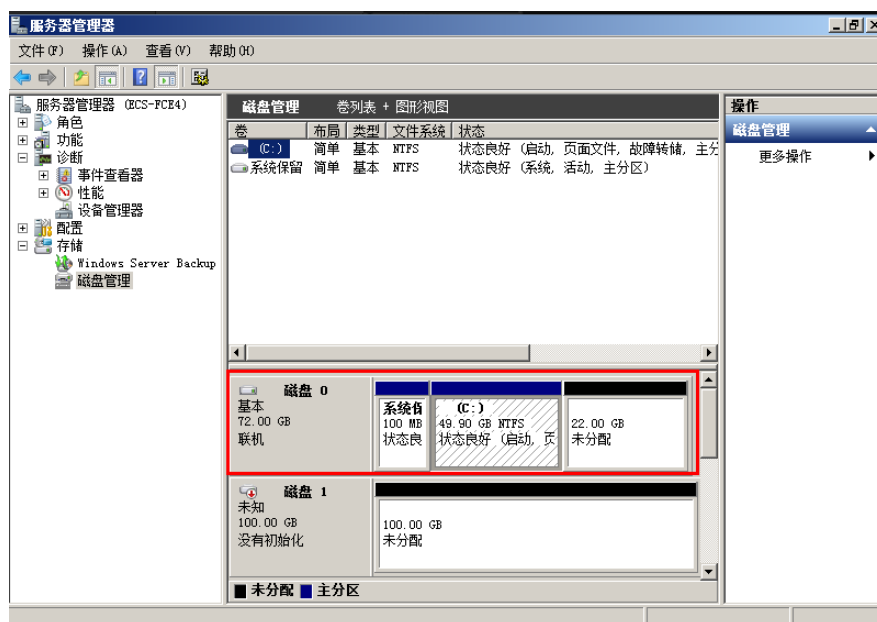 服务器管理器
文件(F) 操作(A) 查看(V) 帮助(H)
服务器管理器 (ECS-FCE4)
角色
功能
诊断
事件查看器
性能
设备管理器
配置
存储
Windows Server Backup
磁盘管理
磁盘管理 卷列表 + 图形视图
卷 布局 类型 文件系统 状态
(C:) 简单 基本 NTFS 状态良好 (启动, 页面文件, 故障转储, 主分
系统保留 简单 基本 NTFS 状态良好 (系统, 活动, 主分区)
磁盘 0
基本
72.00 GB
联机
系统保
100 MB
状态良
(C:)
49.90 GB NTFS
状态良好 (启动, 页
22.00 GB
未分配
磁盘 1
未知
100.00 GB
没有初始化
100.00 GB
未分配
未分配 主分区
操作
磁盘管理
更多操作